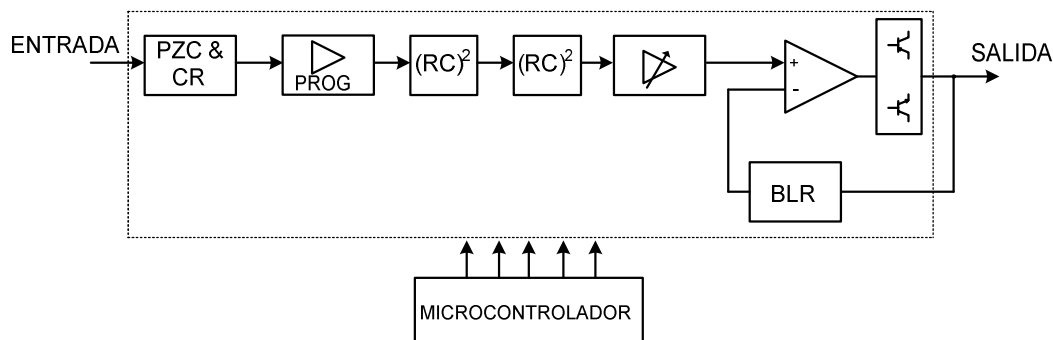 ENTRADA
PZC &
CR
PROG
(RC)²
(RC)²
+
-
SALIDA
BLR
MICROCONTROLADOR